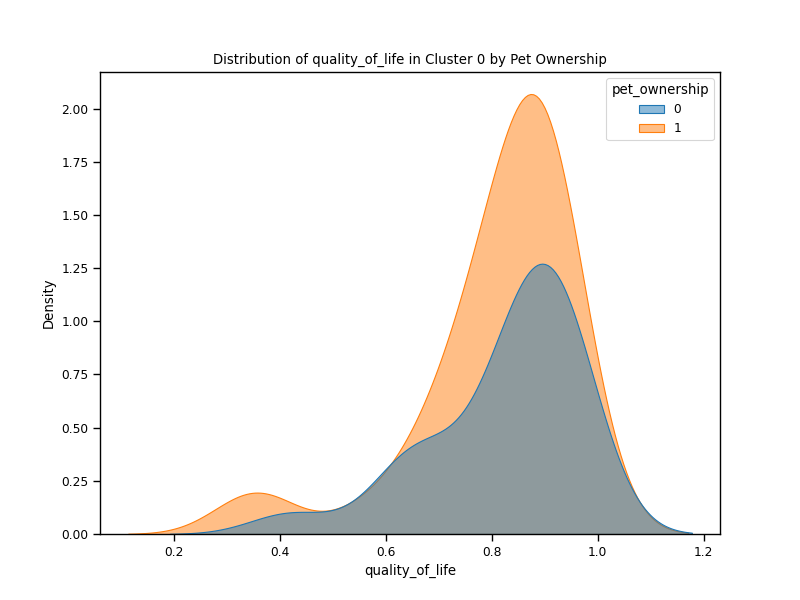 Distribution of quality_of_life in Cluster 0 by Pet Ownership
pet_ownership
0
1
2.00
1.75
1.50
1.25
1.00
0.75
0.50
0.25
0.00
Density
0.2 0.4 0.6 0.8 1.0 1.2
quality_of_life